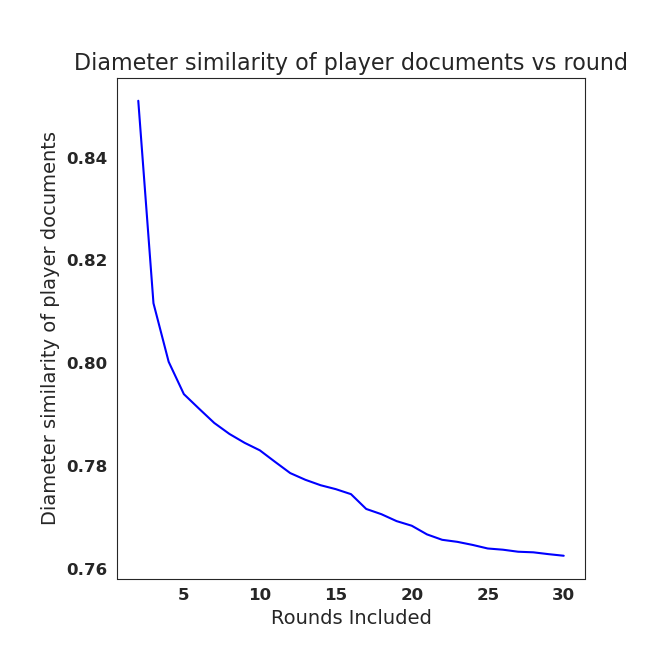 Diameter similarity of player documents vs round
Diameter similarity of player documents
0.84
0.82
0.80
0.78
0.76
5 10 15 20 25 30
Rounds Included